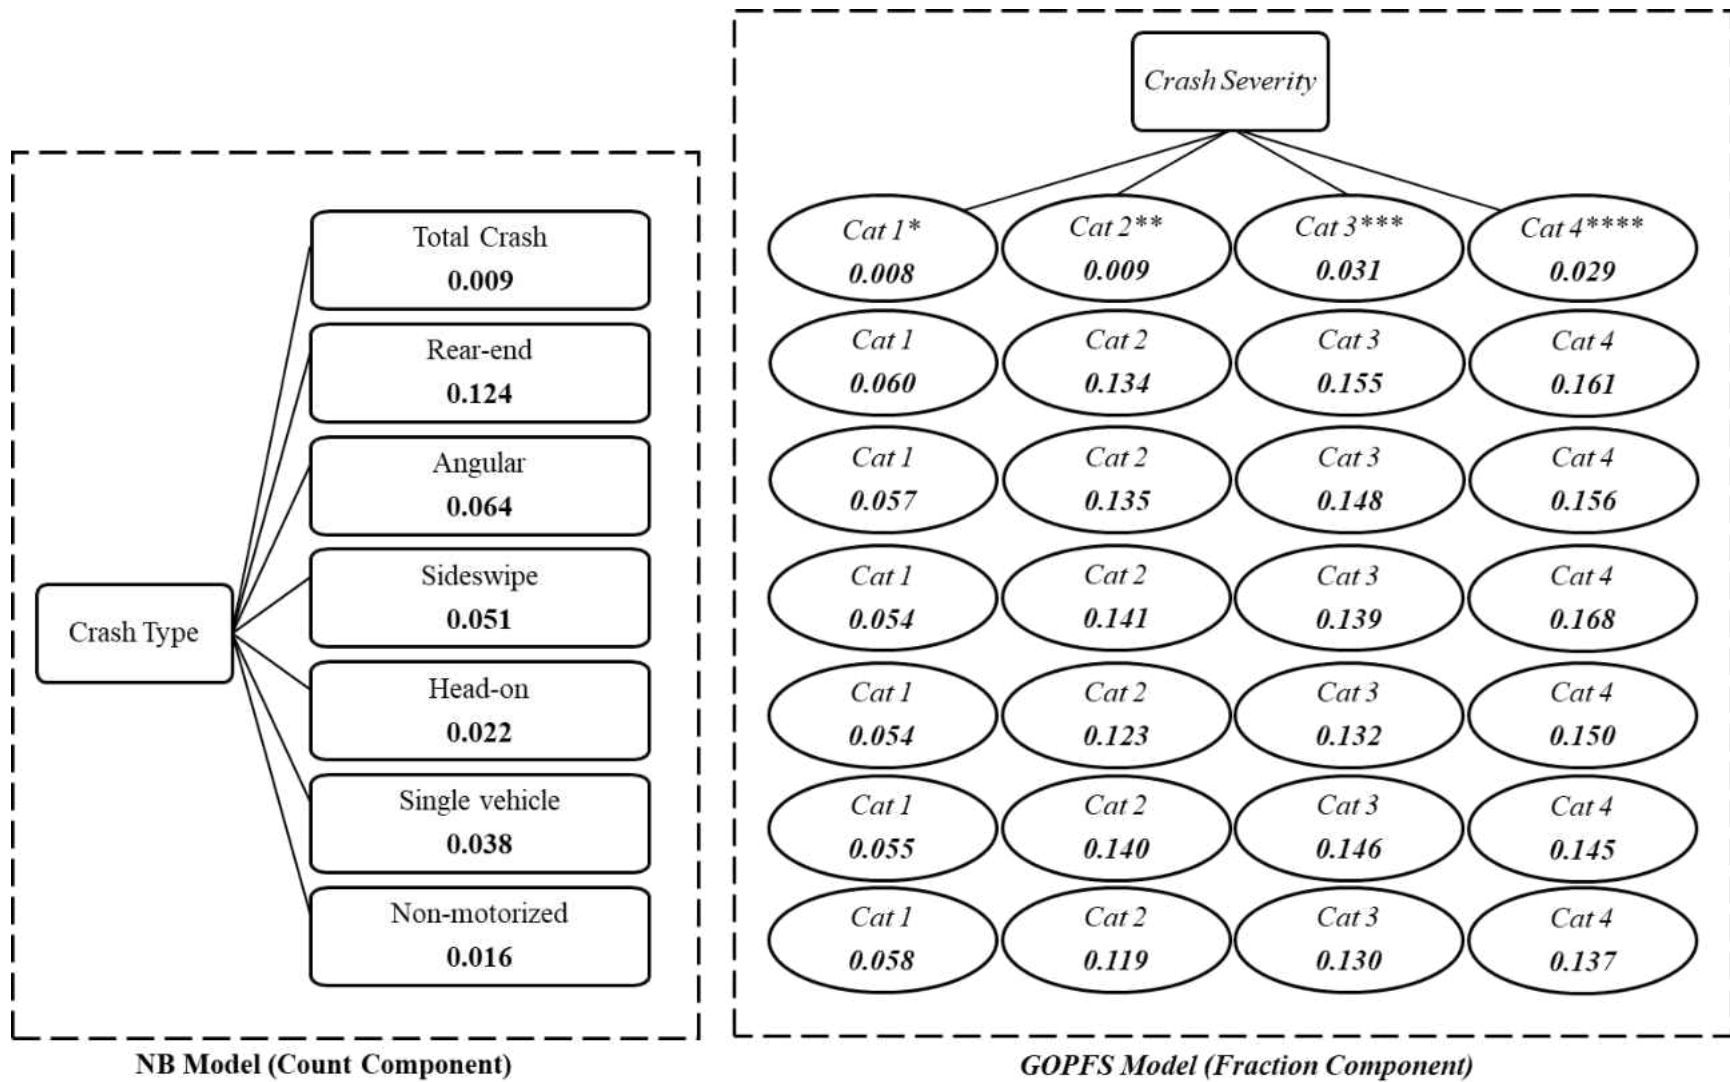 Crash Severity
Cat 1* Cat 2** Cat 3*** Cat 4****
0.008 0.009 0.031 0.029
Cat 1 Cat 2 Cat 3 Cat 4
0.060 0.134 0.155 0.161
Cat 1 Cat 2 Cat 3 Cat 4
0.057 0.135 0.148 0.156
Cat 1 Cat 2 Cat 3 Cat 4
0.054 0.141 0.139 0.168
Cat 1 Cat 2 Cat 3 Cat 4
0.054 0.123 0.132 0.150
Cat 1 Cat 2 Cat 3 Cat 4
0.055 0.140 0.146 0.145
Cat 1 Cat 2 Cat 3 Cat 4
0.058 0.119 0.130 0.137
GOPFS Model (Fraction Component)
Crash Type
Total Crash
0.009
Rear-end
0.124
Angular
0.064
Sideswipe
0.051
Head-on
0.022
Single vehicle
0.038
Non-motorized
0.016
NB Model (Count Component)